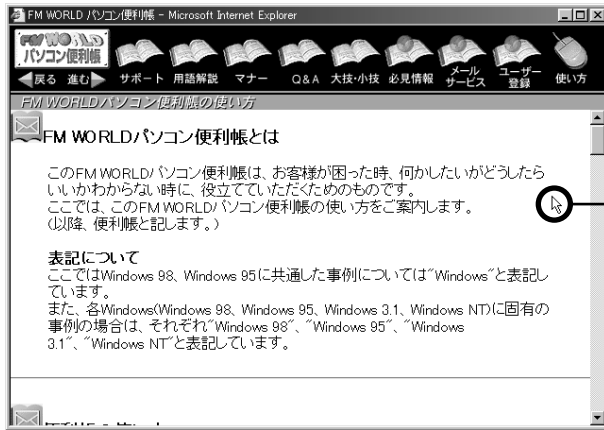 FM WORLD パソコン便利帳 - Microsoft Internet Explorer
FM WORLD
パソコン便利帳
戻る 進む サポート 用語解説 マナー Q&A 大技・小技 必見情報 メールサービス ユーザー登録 使い方
FM WORLDパソコン便利帳の使い方
FM WORLDパソコン便利帳とは
このFM WORLDパソコン便利帳は、お客様が困った時、何かしたいがどうしたら
いいかわからない時に、役立てていただくためのものです。
ここでは、このFM WORLDパソコン便利帳の使い方をご案内します。
(以降、便利帳と記します。)
表記について
ここではWindows 98、Windows 95に共通した事例については"Windows"と表記し
ています。
また、各Windows(Windows 98、Windows 95、Windows 3.1、Windows NT)に固有の
事例の場合は、それぞれ"Windows 98"、"Windows 95"、"Windows
3.1"、"Windows NT"と表記しています。